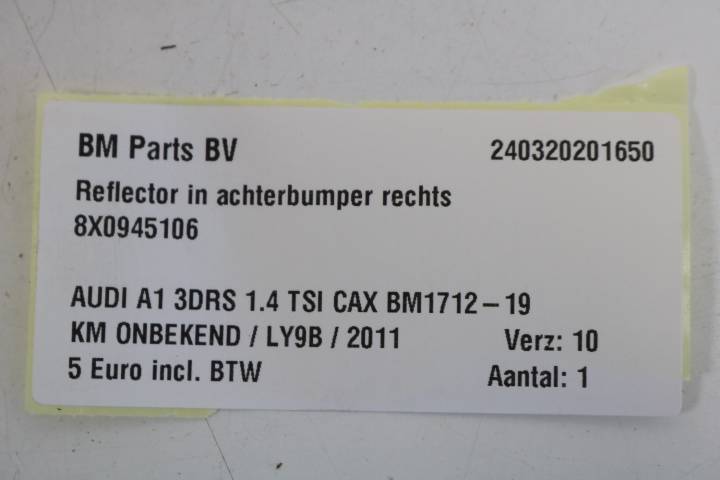 BM Parts BV 240320201650
Reflector in achterbumper rechts
8X0945106
AUDI A1 3DRS 1.4 TSI CAX BM1712-19
KM ONBEKEND / LY9B / 2011 Verz: 10
5 Euro incl. BTW Aantal: 1